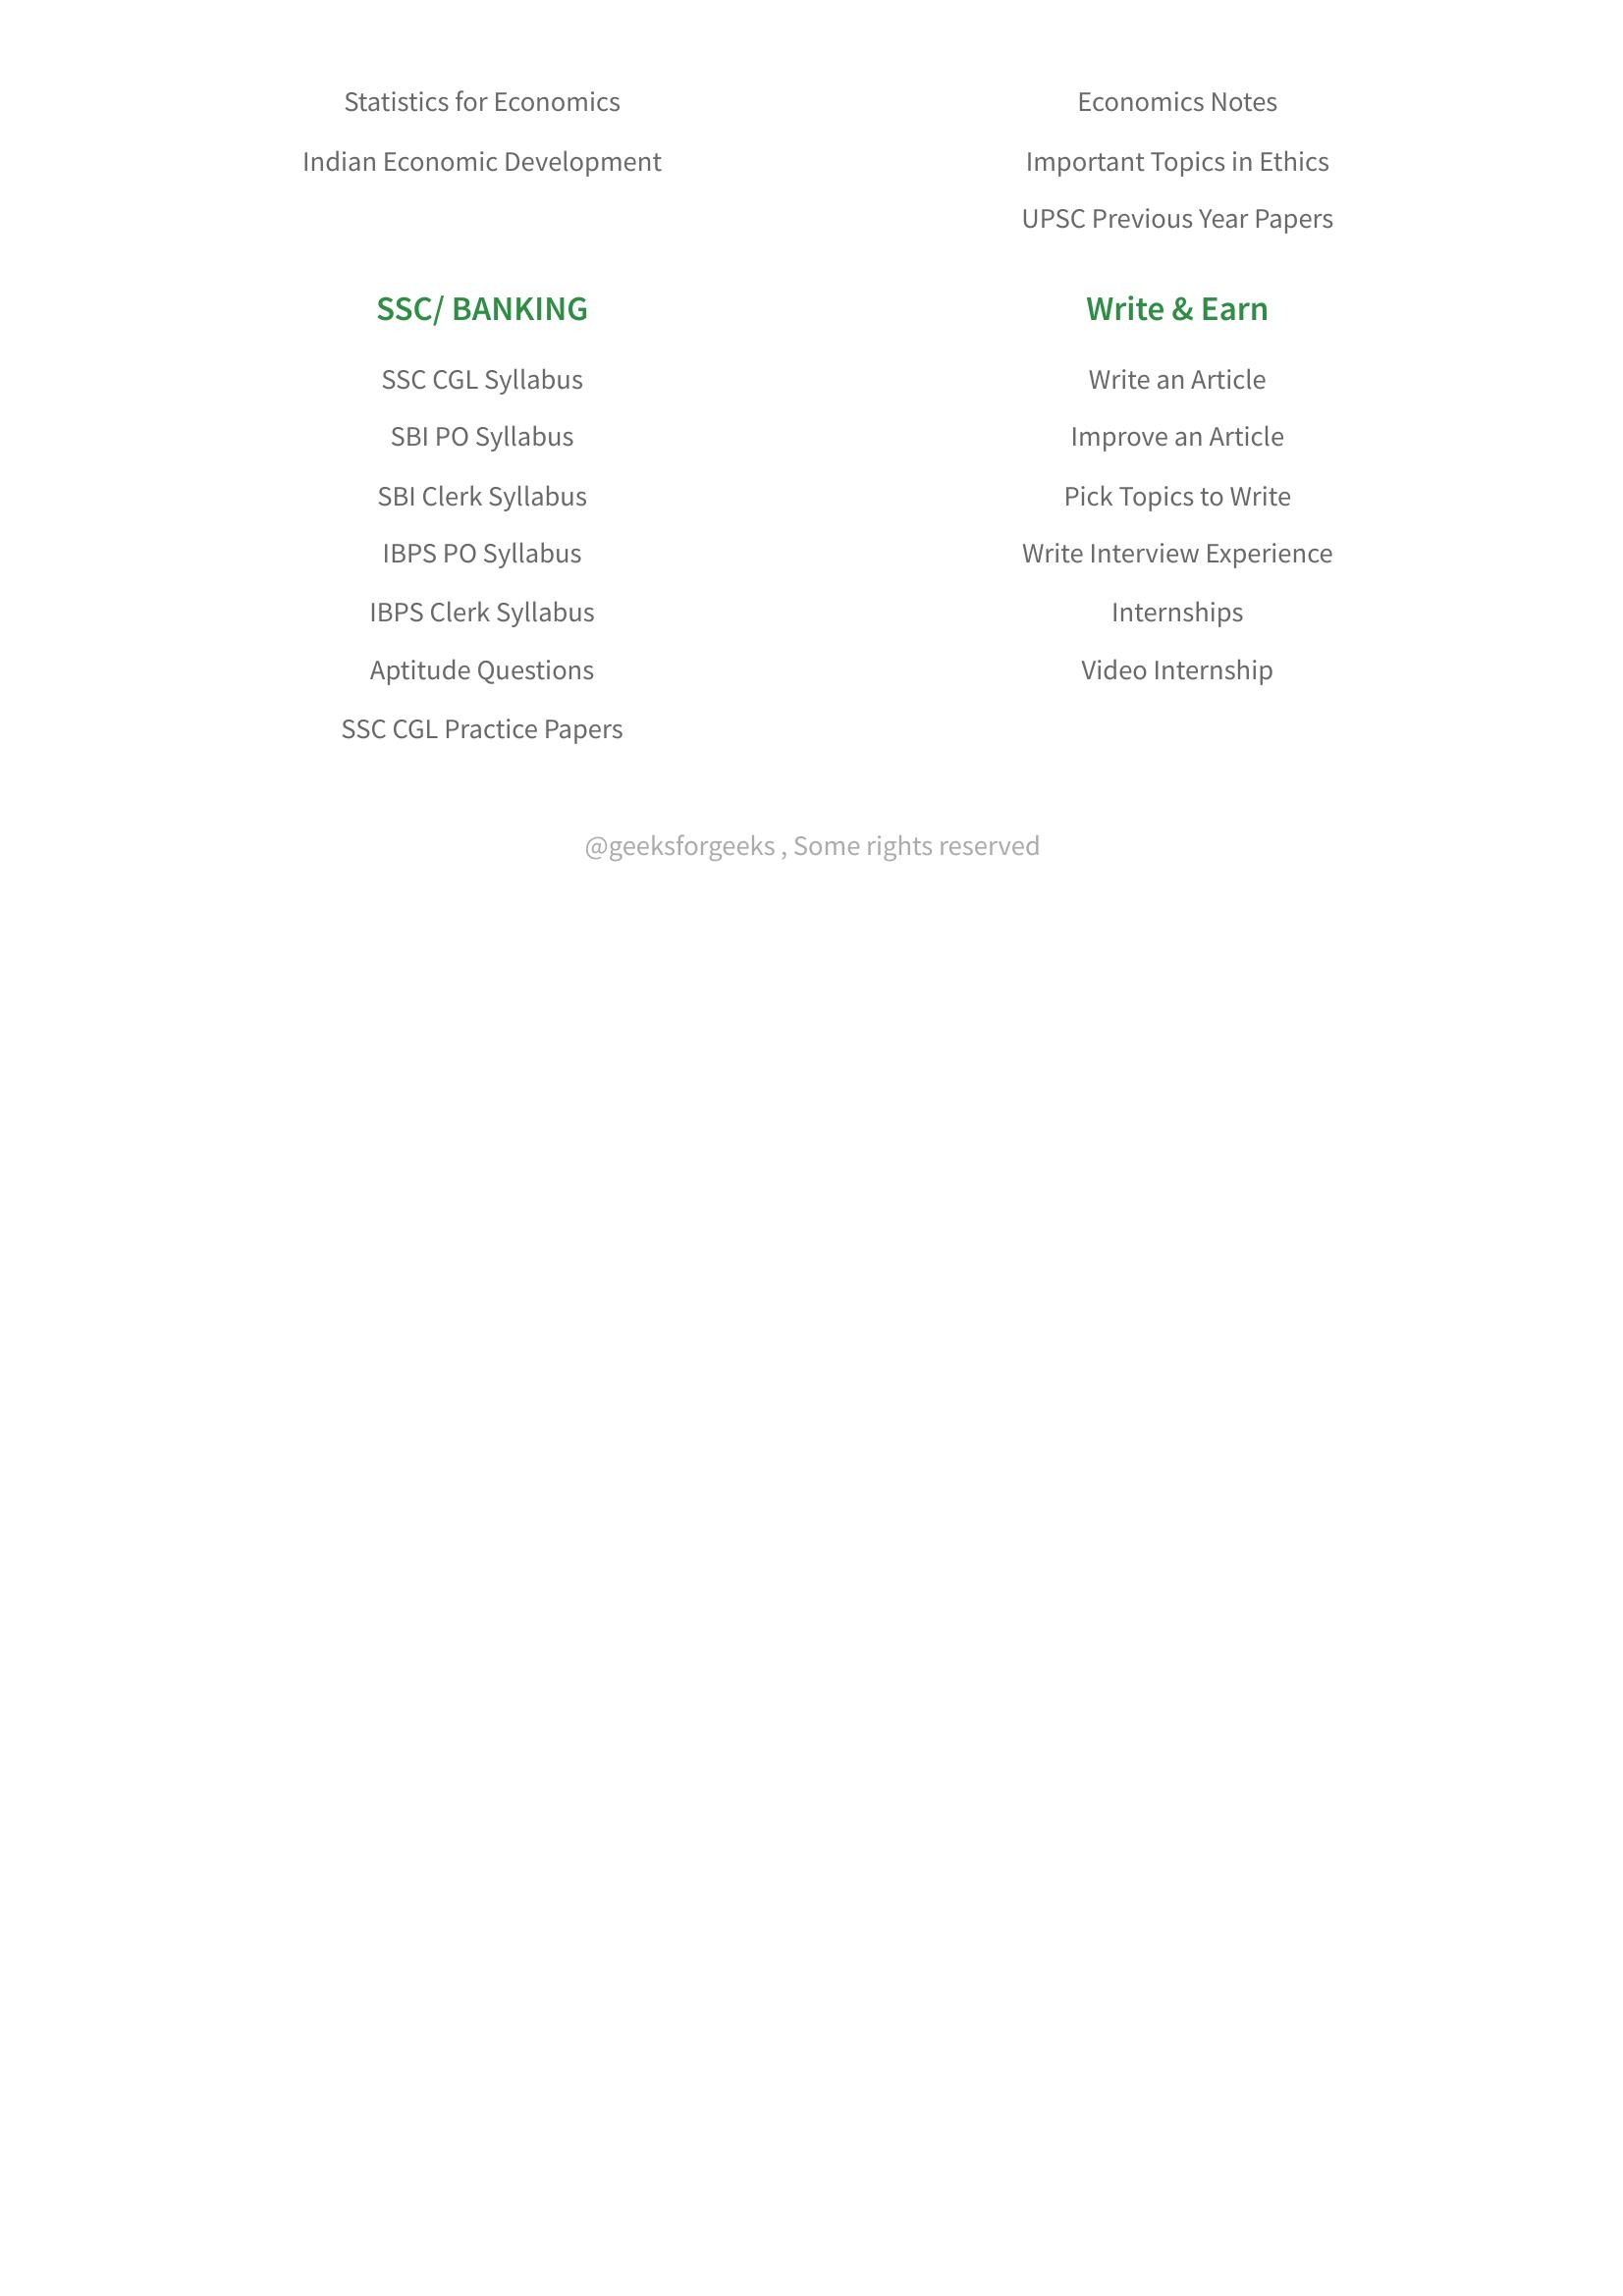 Statistics for Economics
Indian Economic Development
Economics Notes
Important Topics in Ethics
UPSC Previous Year Papers
SSC/ BANKING
SSC CGL Syllabus
SBI PO Syllabus
SBI Clerk Syllabus
IBPS PO Syllabus
IBPS Clerk Syllabus
Aptitude Questions
SSC CGL Practice Papers
Write & Earn
Write an Article
Improve an Article
Pick Topics to Write
Write Interview Experience
Internships
Video Internship
@geeksforgeeks , Some rights reserved